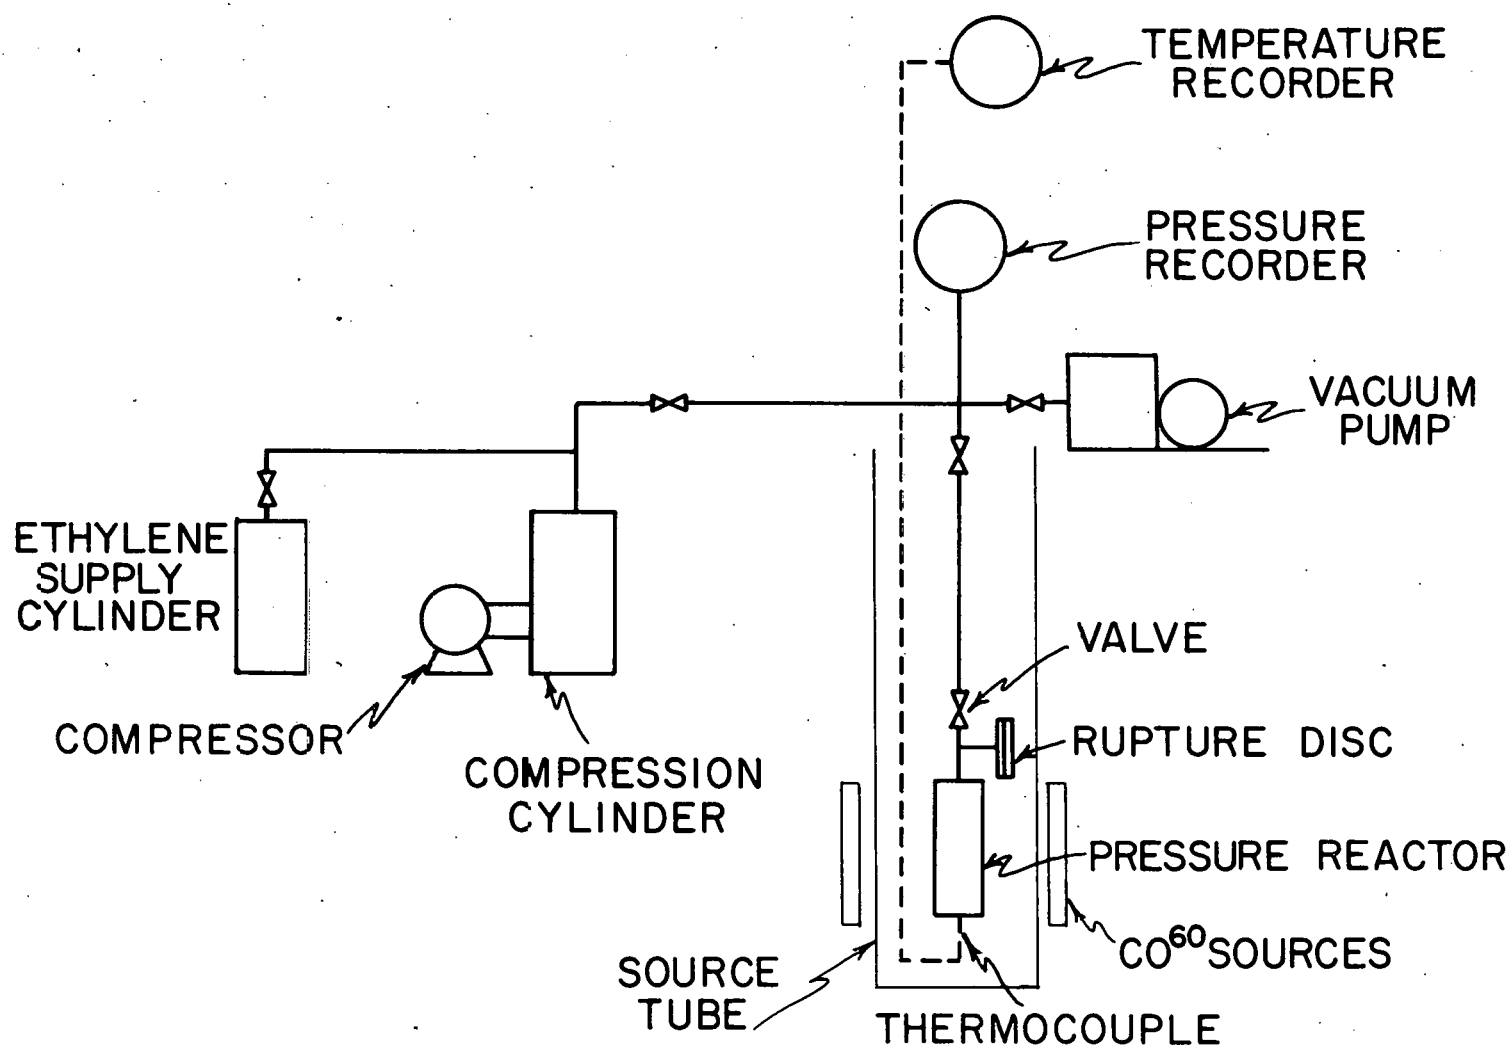 TEMPERATURE
RECORDER
PRESSURE
RECORDER
VACUUM
PUMP
ETHYLENE
SUPPLY
CYLINDER
COMPRESSOR
COMPRESSION
CYLINDER
VALVE
RUPTURE DISC
PRESSURE REACTOR
CO⁶⁰ SOURCES
SOURCE
TUBE
THERMOCOUPLE